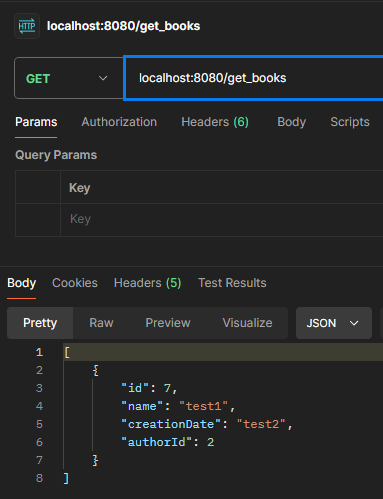 HTTP localhost:8080/get_books
GET localhost:8080/get_books
Params Authorization Headers (6) Body Scripts
Query Params
Key
Key
Body Cookies Headers (5) Test Results
Pretty Raw Preview Visualize JSON
1 [
2 {
3 "id": 7,
4 "name": "test1",
5 "creationDate": "test2",
6 "authorId": 2
7 }
8 ]